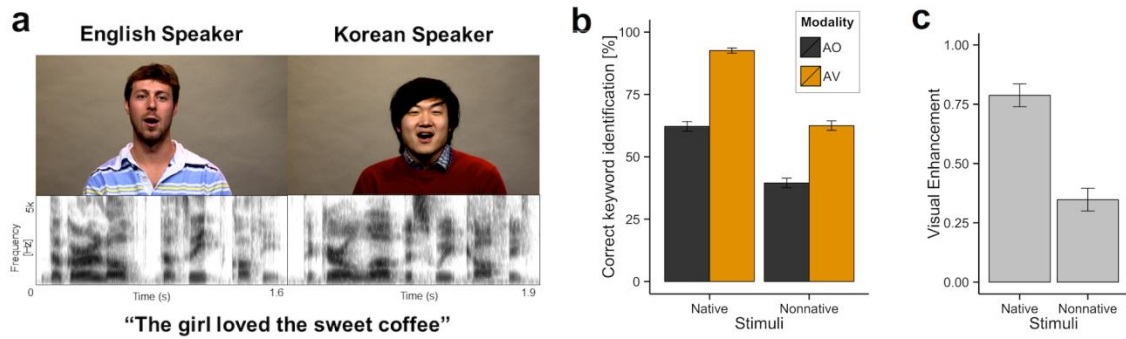 a
English Speaker
Korean Speaker
5k
Frequency
[Hz]
0
Time (s)
1.6
Time (s)
1.9
“The girl loved the sweet coffee”
b
Correct keyword identification [%]
100
75
50
25
0
Modality
AO
AV
Native
Nonnative
Stimuli
c
Visual Enhancement
1.00
0.75
0.25
0.00
Native
Nonnative
Stimuli